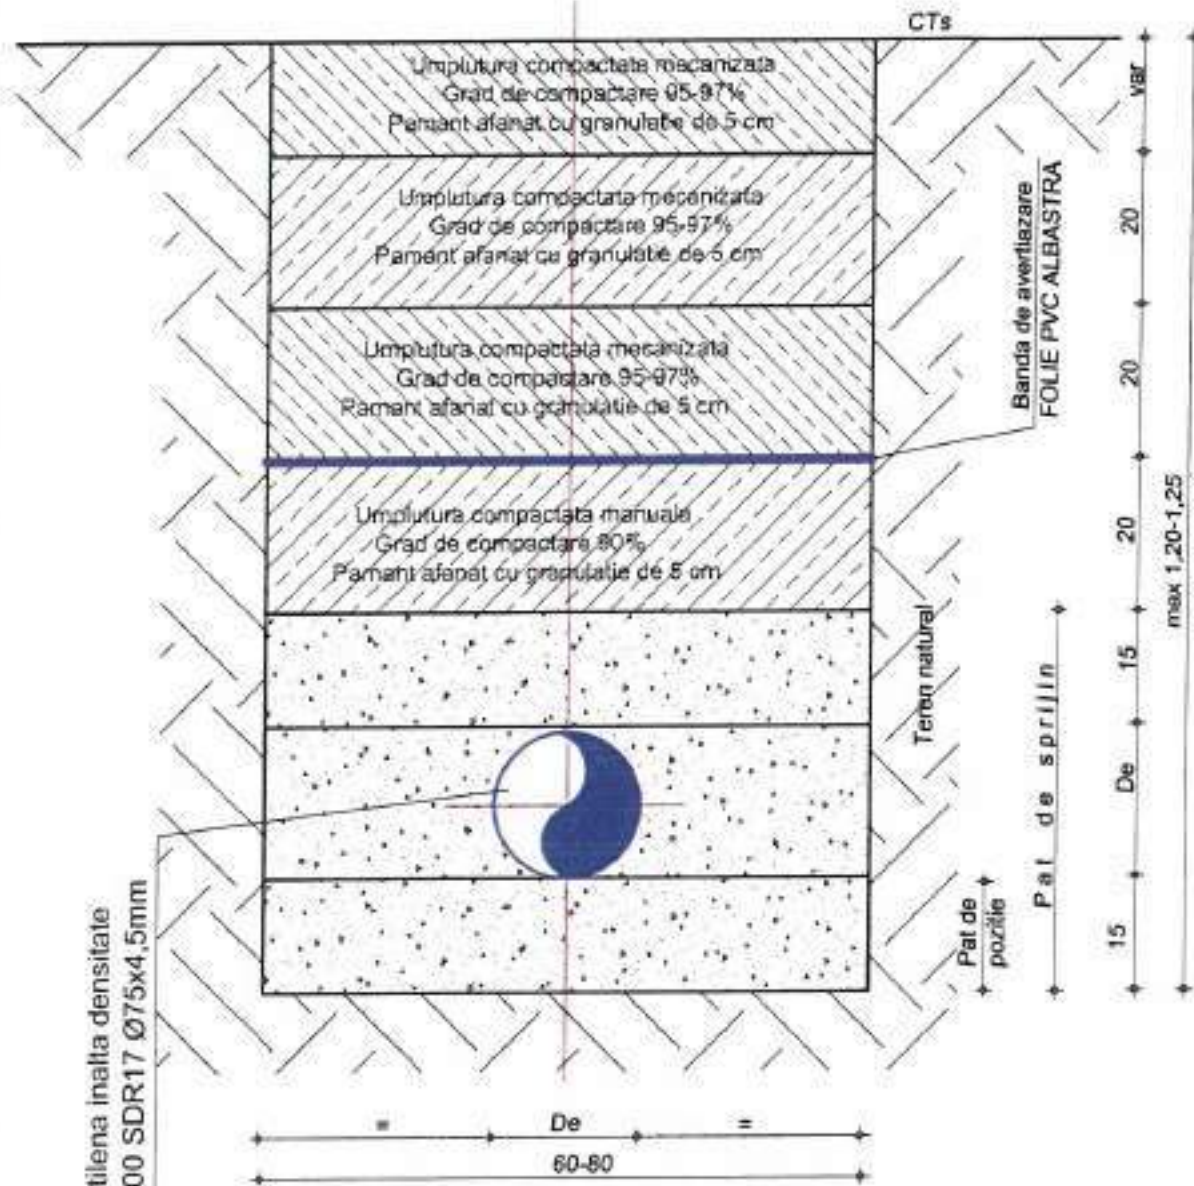 CTs
Umplutura compactata mecanizata
Grad de compactare 95-97%
Pamant afanat cu granulatie de 5 cm
Umplutura compactata mecanizata
Grad de compactare 95-97%
Pamant afanat cu granulatie de 5 cm
Umplutura compactata mecanizata
Grad de compactare 95-97%
Pamant afanat cu granulatie de 5 cm
Umplutura compactata manuala
Grad de compactare 90%
Pamant afanat cu granulatie de 5 cm
Banda de avertiazare
FOLIE PVC ALBASTRA
var
20
20
20
15
De
15
max 1,20-1,25
Teren natural
Pat de sprijin
Pat de
pozitie
tilena inalta densitate
00 SDR17 Ø75x4,5mm
= De =
60-80